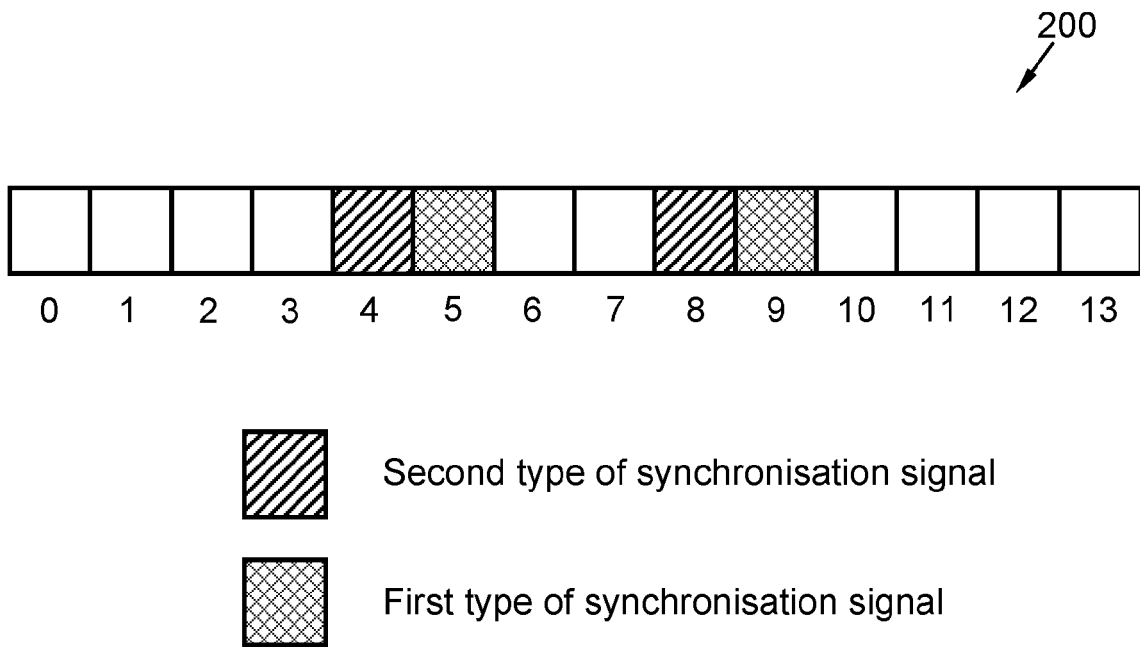 200
0 1 2 3 4 5 6 7 8 9 10 11 12 13
Second type of synchronisation signal
First type of synchronisation signal